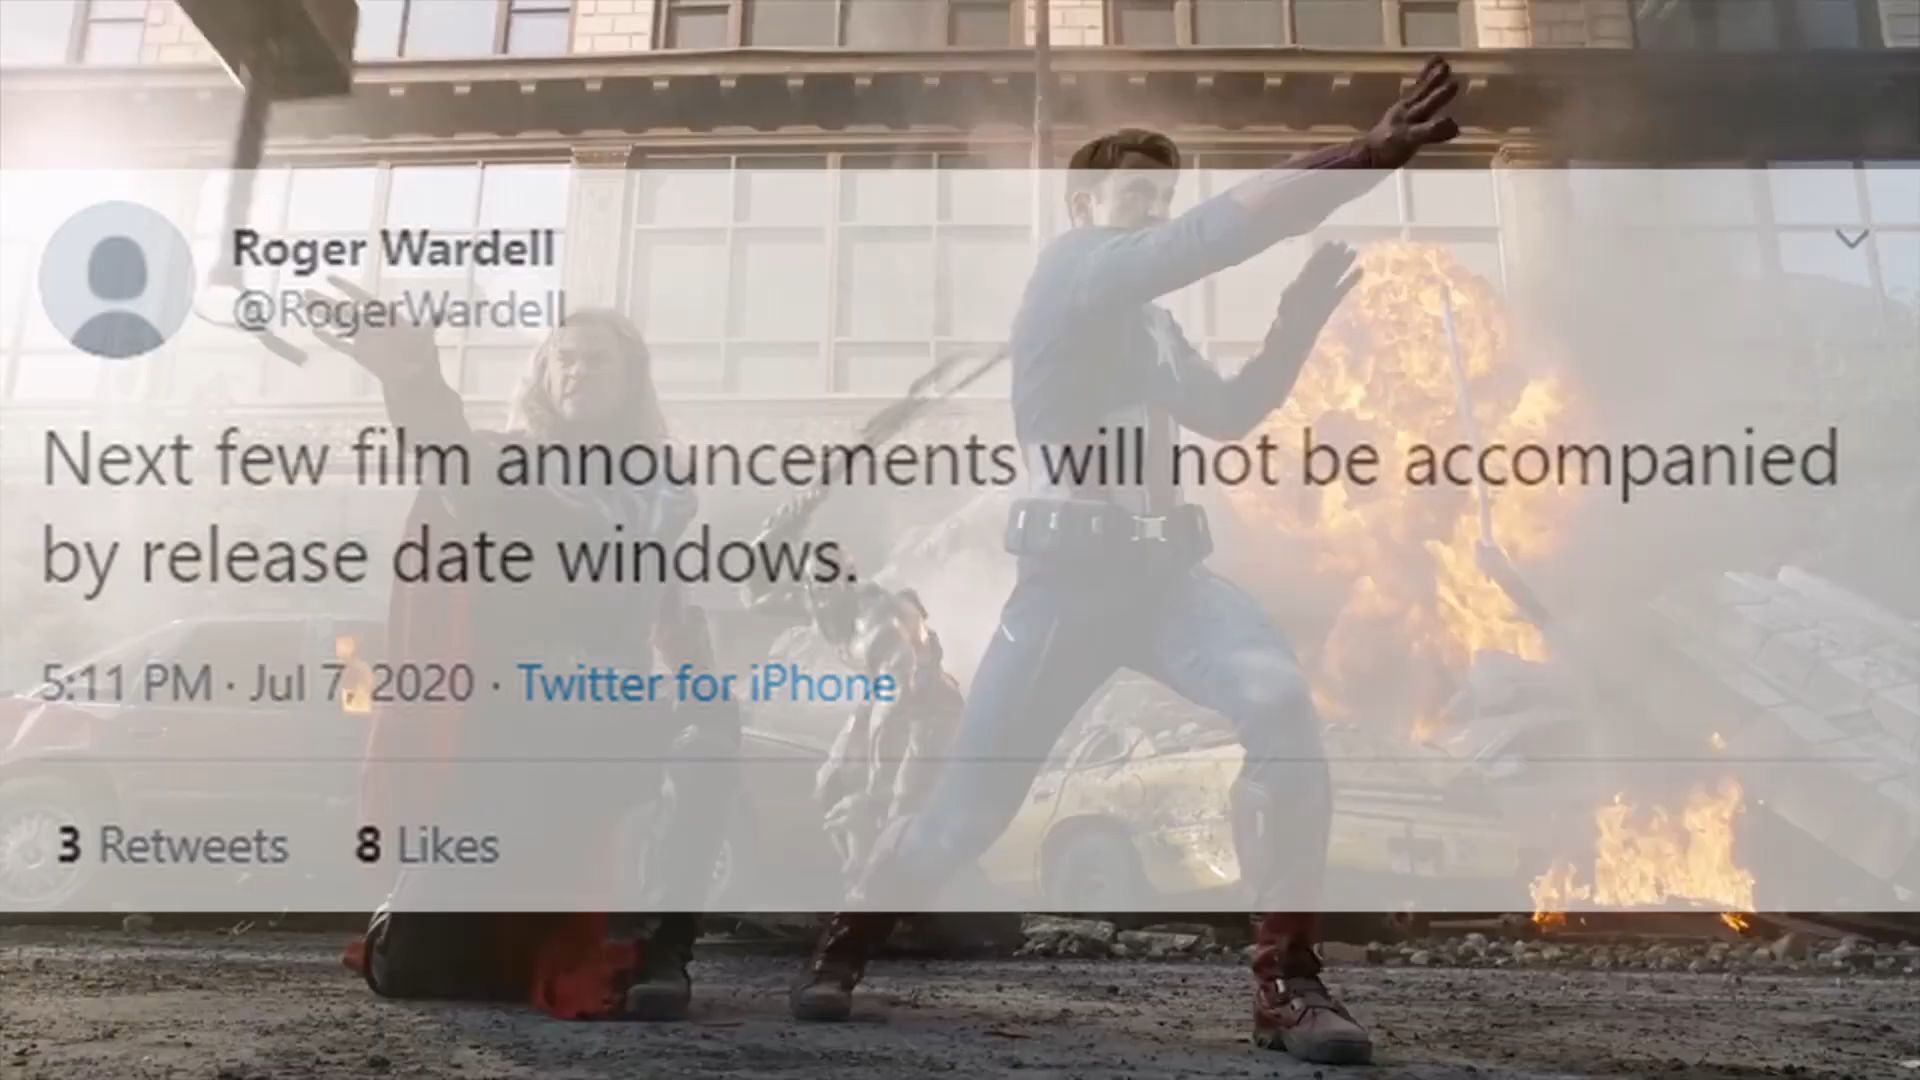 Roger Wardell
@RogerWardell
Next few film announcements will not be accompanied
by release date windows.
5:11 PM · Jul 7, 2020 · Twitter for iPhone
3 Retweets 8 Likes